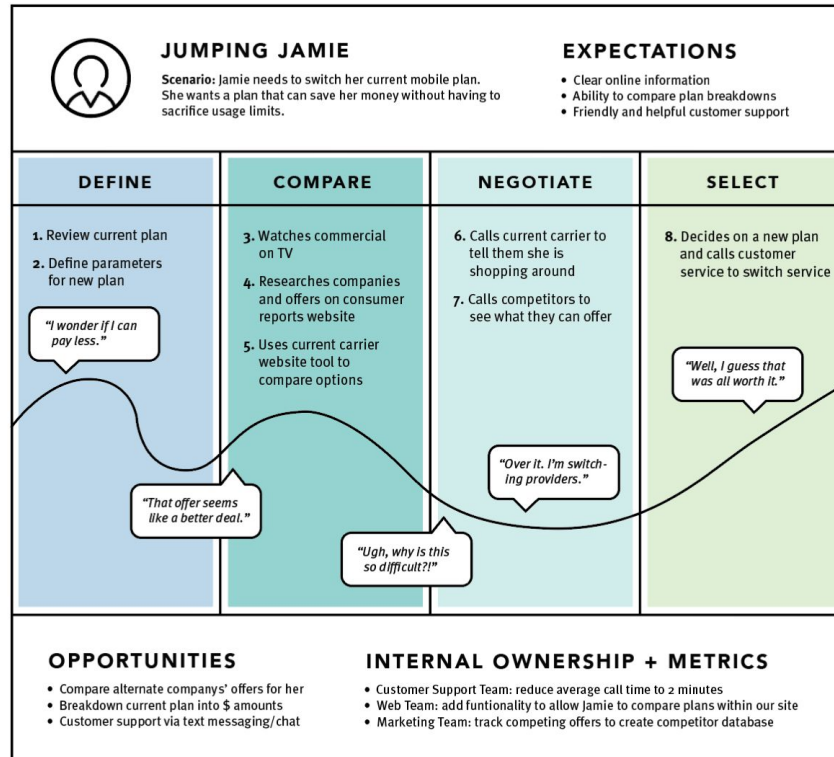 JUMPING JAMIE
Scenario: Jamie needs to switch her current mobile plan.
She wants a plan that can save her money without having to
sacrifice usage limits.
EXPECTATIONS
• Clear online information
• Ability to compare plan breakdowns
• Friendly and helpful customer support
DEFINE
1. Review current plan
2. Define parameters
for new plan
"I wonder if I can
pay less."
COMPARE
3. Watches commercial
on TV
4. Researches companies
and offers on consumer
reports website
5. Uses current carrier
website tool to
compare options
"That offer seems
like a better deal."
NEGOTIATE
6. Calls current carrier to
tell them she is
shopping around
7. Calls competitors to
see what they can offer
"Ugh, why is this
so difficult?!"
"Over it. I'm switch-
ing providers."
SELECT
8. Decides on a new plan
and calls customer
service to switch service
"Well, I guess that
was all worth it."
OPPORTUNITIES
• Compare alternate companys' offers for her
• Breakdown current plan into $ amounts
• Customer support via text messaging/chat
INTERNAL OWNERSHIP + METRICS
• Customer Support Team: reduce average call time to 2 minutes
• Web Team: add funtionality to allow Jamie to compare plans within our site
• Marketing Team: track competing offers to create competitor database